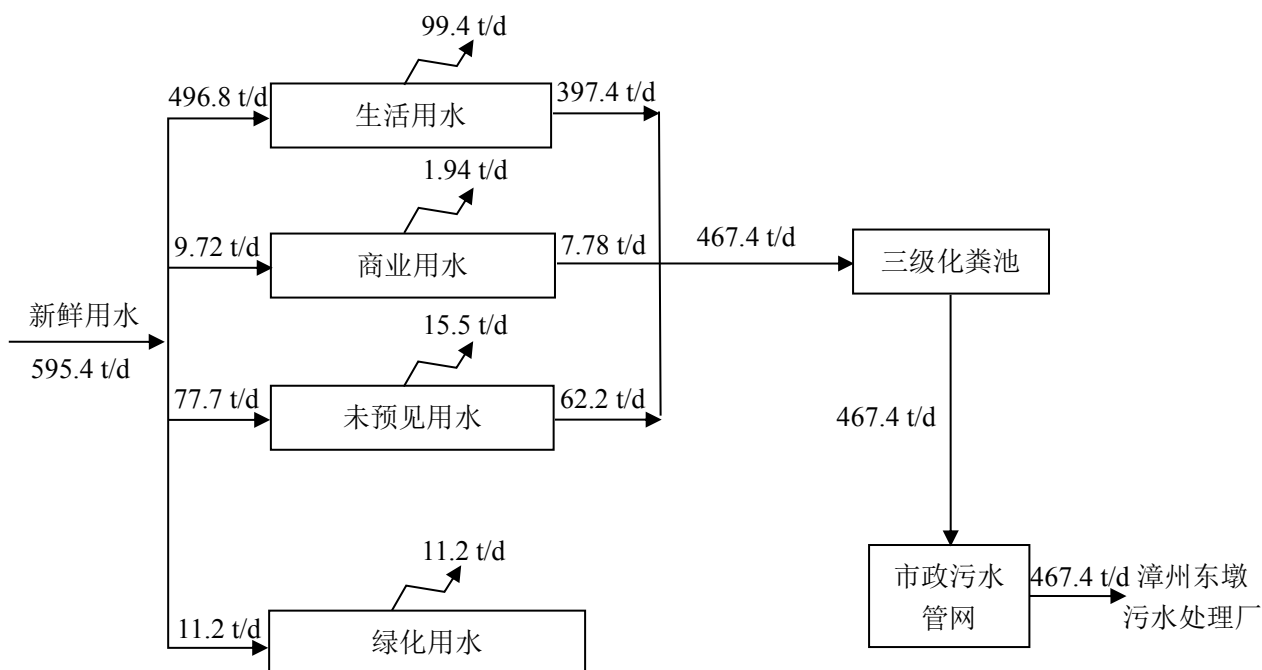 99.4 t/d
496.8 t/d
生活用水
397.4 t/d
1.94 t/d
9.72 t/d
商业用水
7.78 t/d
467.4 t/d
三级化粪池
新鲜用水
595.4 t/d
15.5 t/d
77.7 t/d
未预见用水
62.2 t/d
467.4 t/d
11.2 t/d
11.2 t/d
绿化用水
市政污水
管网
467.4 t/d
漳州东墩
污水处理厂